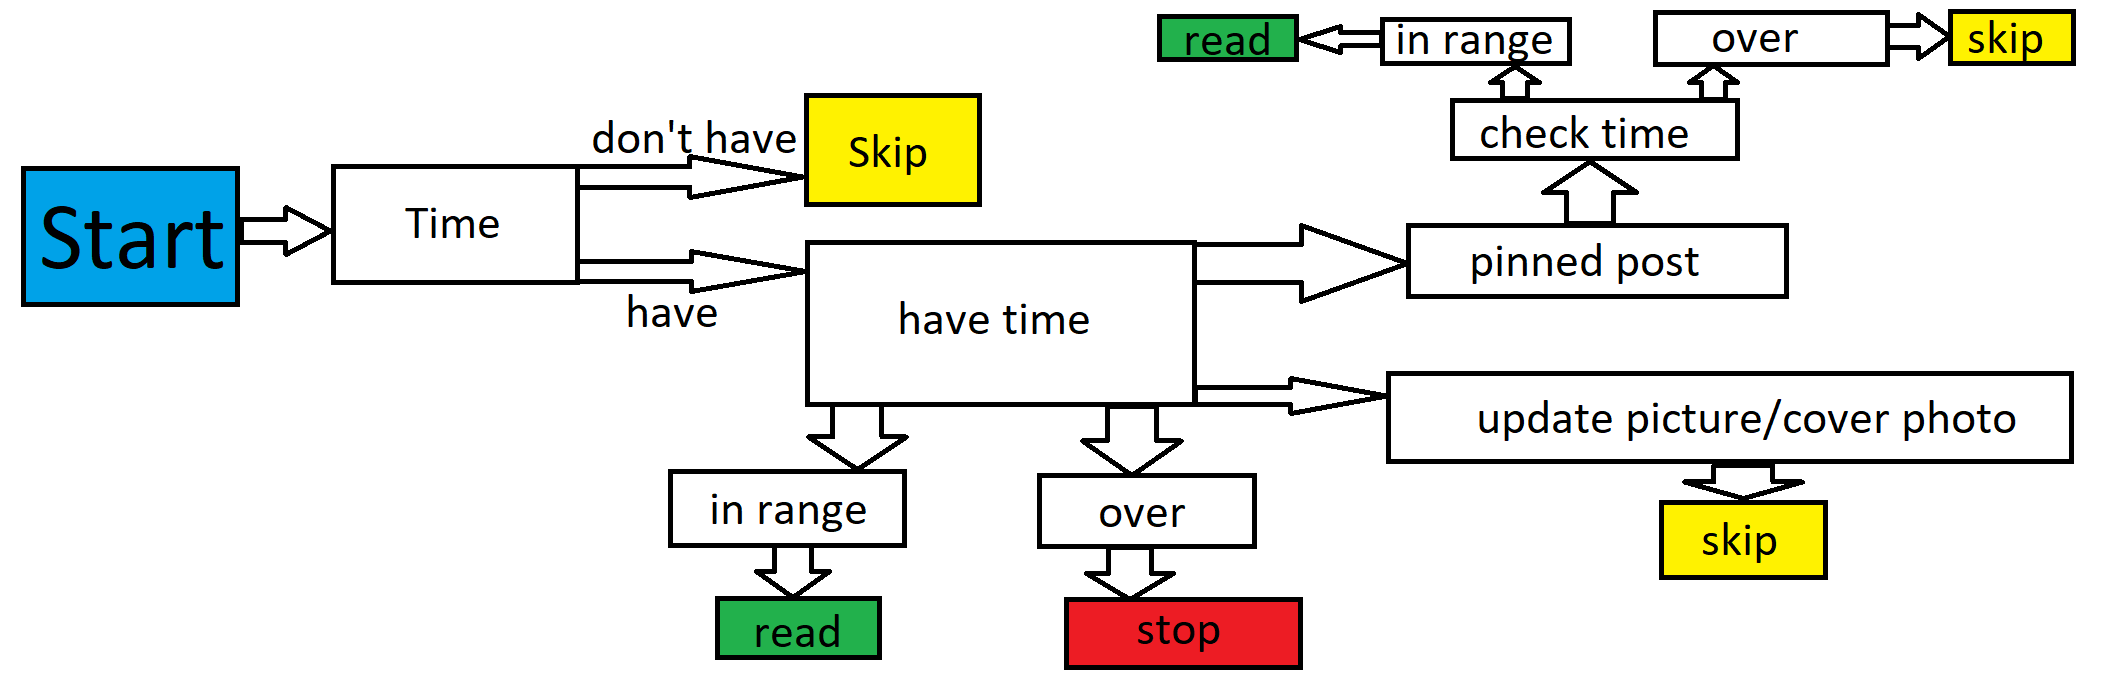 read
in range
over
skip
don't have
Skip
check time
Start
Time
pinned post
have
have time
update picture/cover photo
in range
over
skip
read
stop